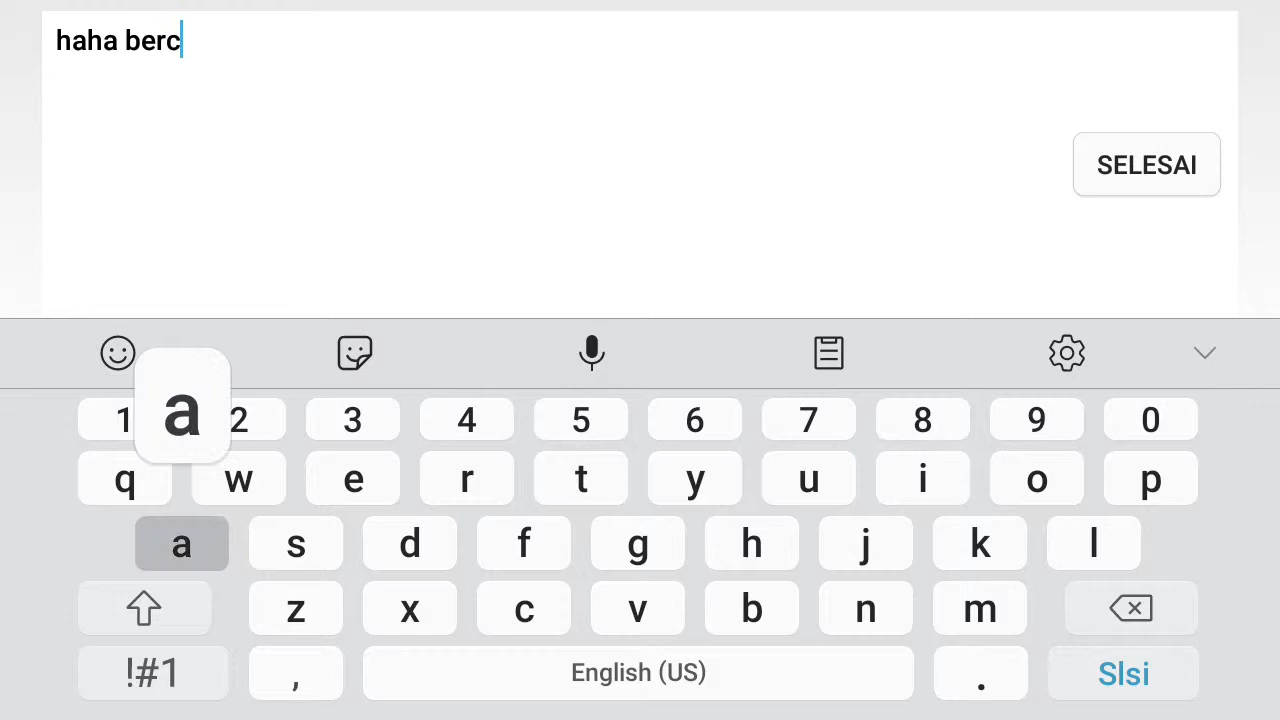 haha berc
SELESAI
a
1 2 3 4 5 6 7 8 9 0
q w e r t y u i o p
a s d f g h j k l
z x c v b n m
!#1 , English (US) . Slsi